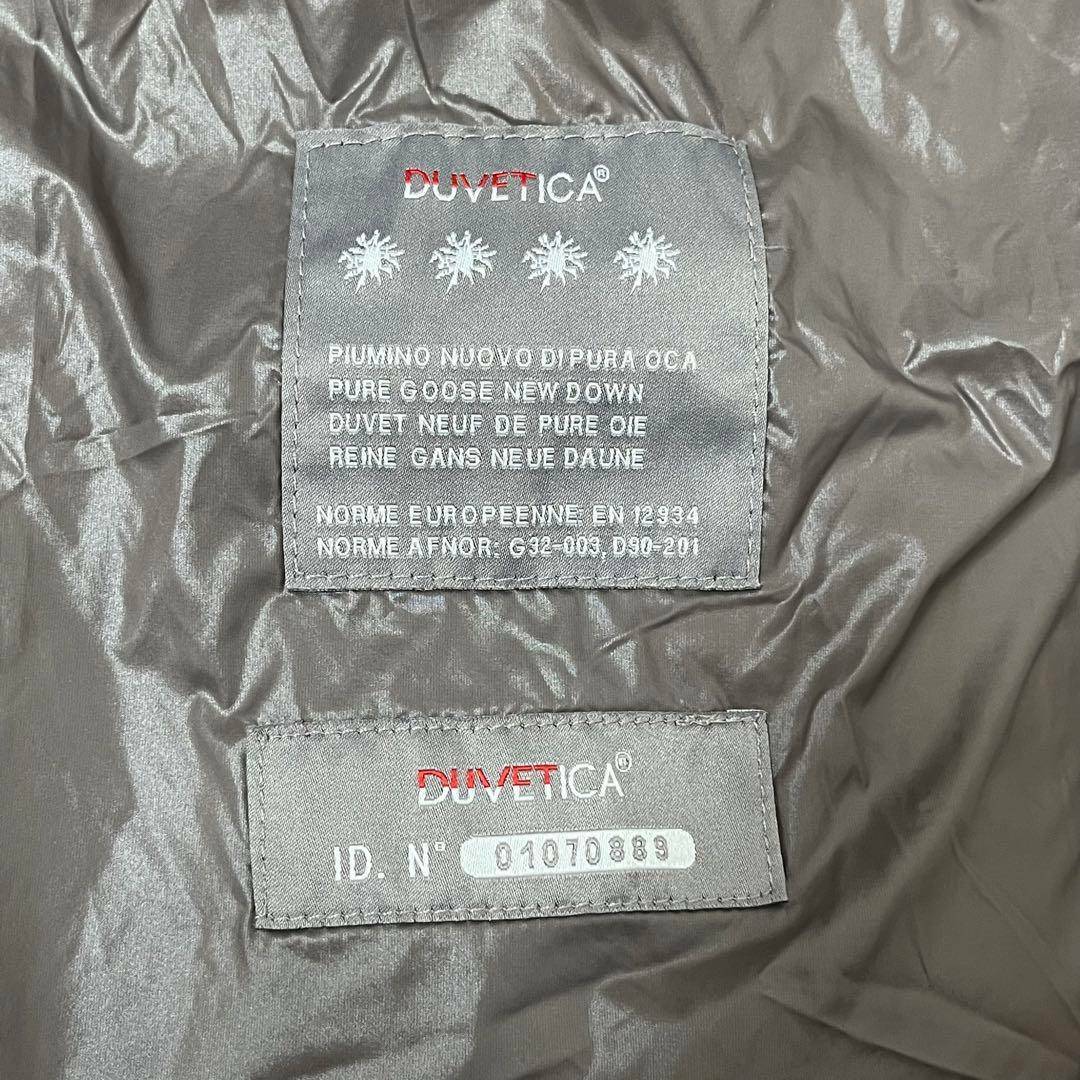 DUVETICA®
PIUMINO NUOVO DI PURA OCA
PURE GOOSE NEW DOWN
DUVET NEUF DE PURE OIE
REINE GANS NEUE DAUNE
NORME EUROPEENNE EN 12934
NORME AFNOR: G32-003, D90-201
DUVETICA®
ID. N° 01070889